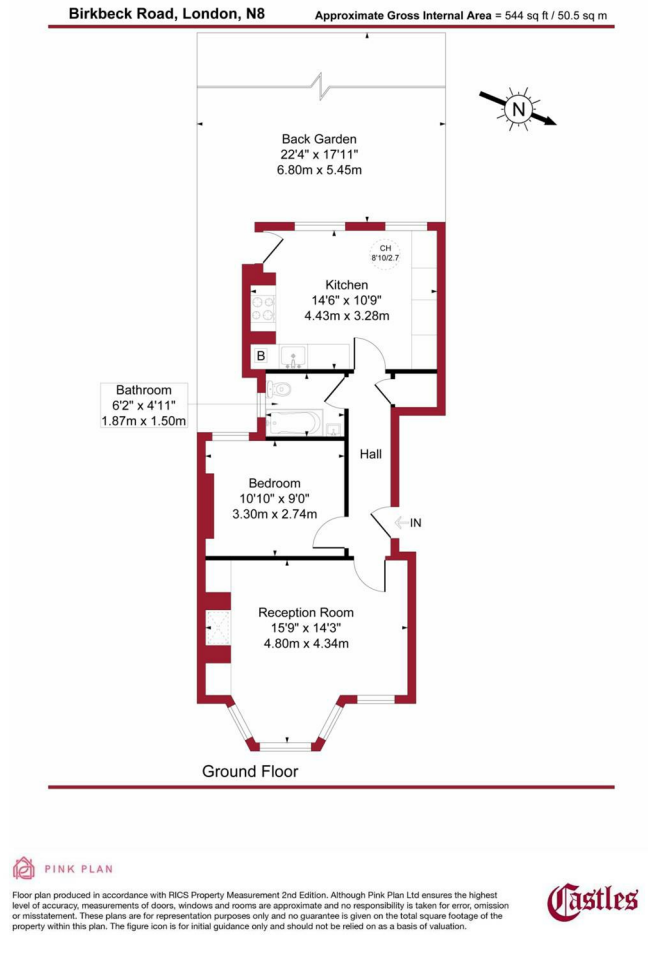 Birkbeck Road, London, N8
Approximate Gross Internal Area = 544 sq ft / 50.5 sq m
N
Back Garden
22'4" x 17'11"
6.80m x 5.45m
CH
8'10/2.7
Kitchen
14'6" x 10'9"
4.43m x 3.28m
B
Bathroom
6'2" x 4'11"
1.87m x 1.50m
Hall
Bedroom
10'10" x 9'0"
3.30m x 2.74m
IN
Reception Room
15'9" x 14'3"
4.80m x 4.34m
Ground Floor
PINK PLAN
Floor plan produced in accordance with RICS Property Measurement 2nd Edition. Although Pink Plan Ltd ensures the highest
level of accuracy, measurements of doors, windows and rooms are approximate and no responsibility is taken for error, omission
or misstatement. These plans are for representation purposes only and no guarantee is given on the total square footage of the
property within this plan. The figure icon is for initial guidance only and should not be relied on as a basis of valuation.
Castles